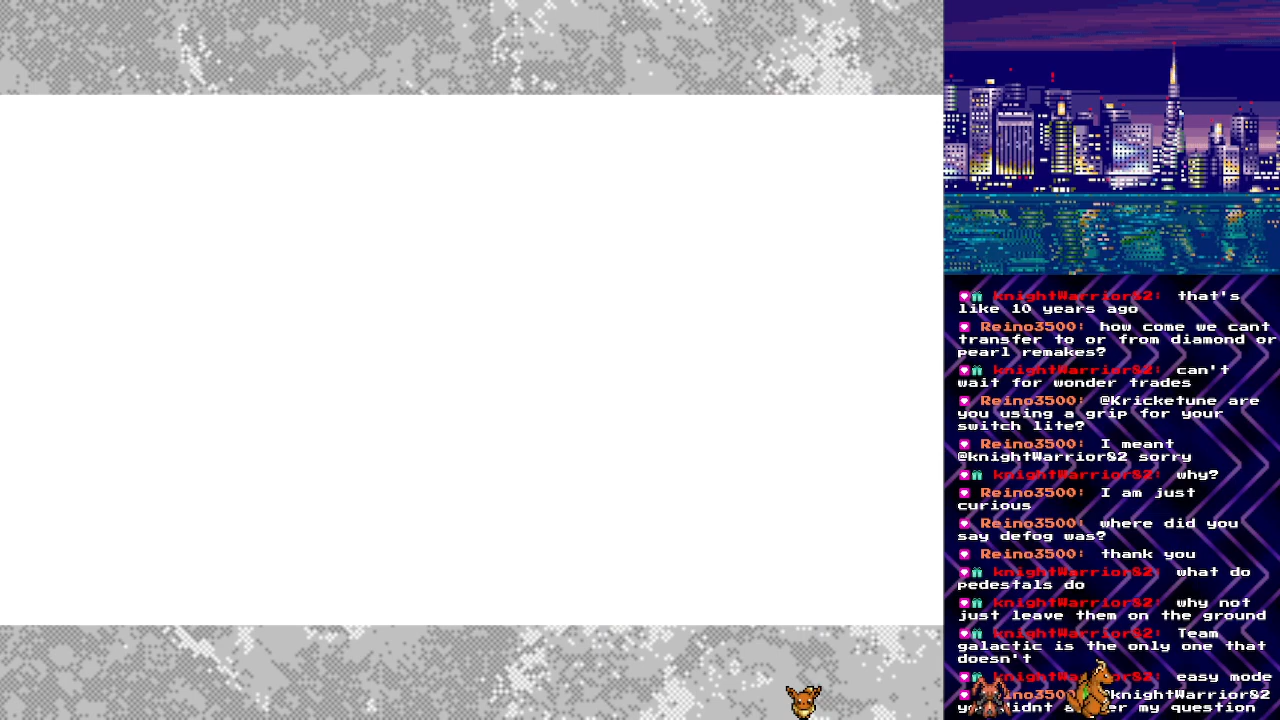 knightWarrior82: that's
like 10 years ago
Reino3500: how come we cant
transfer to or from diamond or
pearl remakes?
knightWarrior82: can't
wait for wonder trades
Reino3500: @Kricketune are
you using a grip for your
switch lite?
Reino3500: I meant
@knightWarrior82 sorry
knightWarrior82: why?
Reino3500: I am just
curious
Reino3500: where did you
say defog was?
Reino3500: thank you
knightWarrior82: what do
pedestals do
knightWarrior82: why not
just leave them on the ground
knightWarrior82: Team
galactic is the only one that
doesn't
easy mode
@knightWarrior82
my question